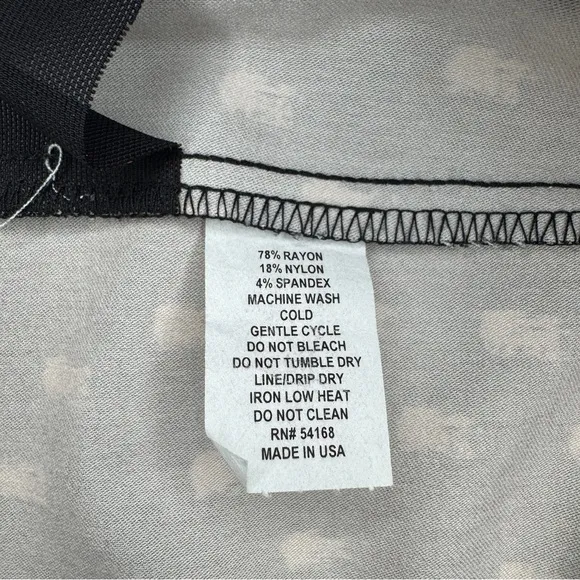 78% RAYON
18% NYLON
4% SPANDEX
MACHINE WASH
COLD
GENTLE CYCLE
DO NOT BLEACH
DO NOT TUMBLE DRY
LINE/DRIP DRY
IRON LOW HEAT
DO NOT CLEAN
RN# 54168
MADE IN USA